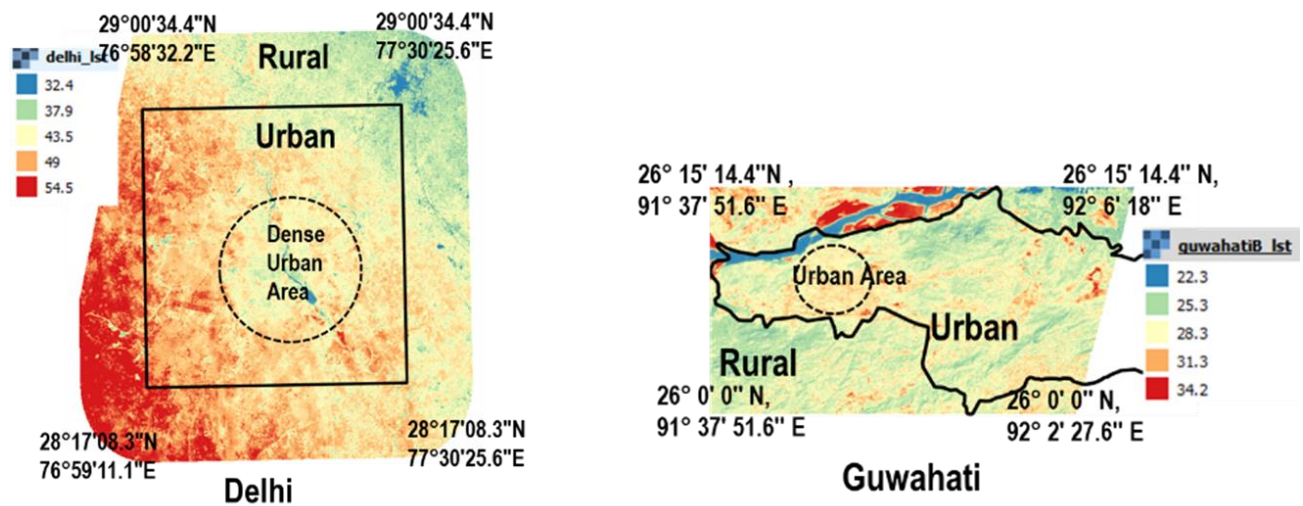 29°00'34.4"N
76°58'32.2"E
29°00'34.4"N
77°30'25.6"E
delhi_lst
32.4
37.9
43.5
49
54.5
Rural
Urban
Dense
Urban
Area
28°17'08.3"N
76°59'11.1"E
28°17'08.3"N
77°30'25.6"E
Delhi
26° 15' 14.4"N ,
91° 37' 51.6" E
26° 15' 14.4"N,
92° 6' 18" E
guwahatiB_lst
22.3
25.3
28.3
31.3
34.2
Urban Area
Urban
Rural
26° 0' 0" N,
91° 37' 51.6" E
26° 0' 0" N,
92° 2' 27.6" E
Guwahati